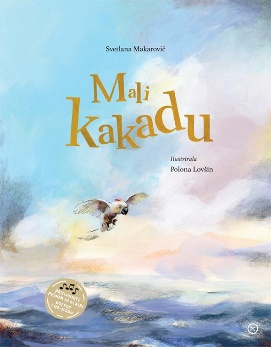 Svetlana Makarovič
Mali
kakadu
Ilustrirala
Polona Lovšin